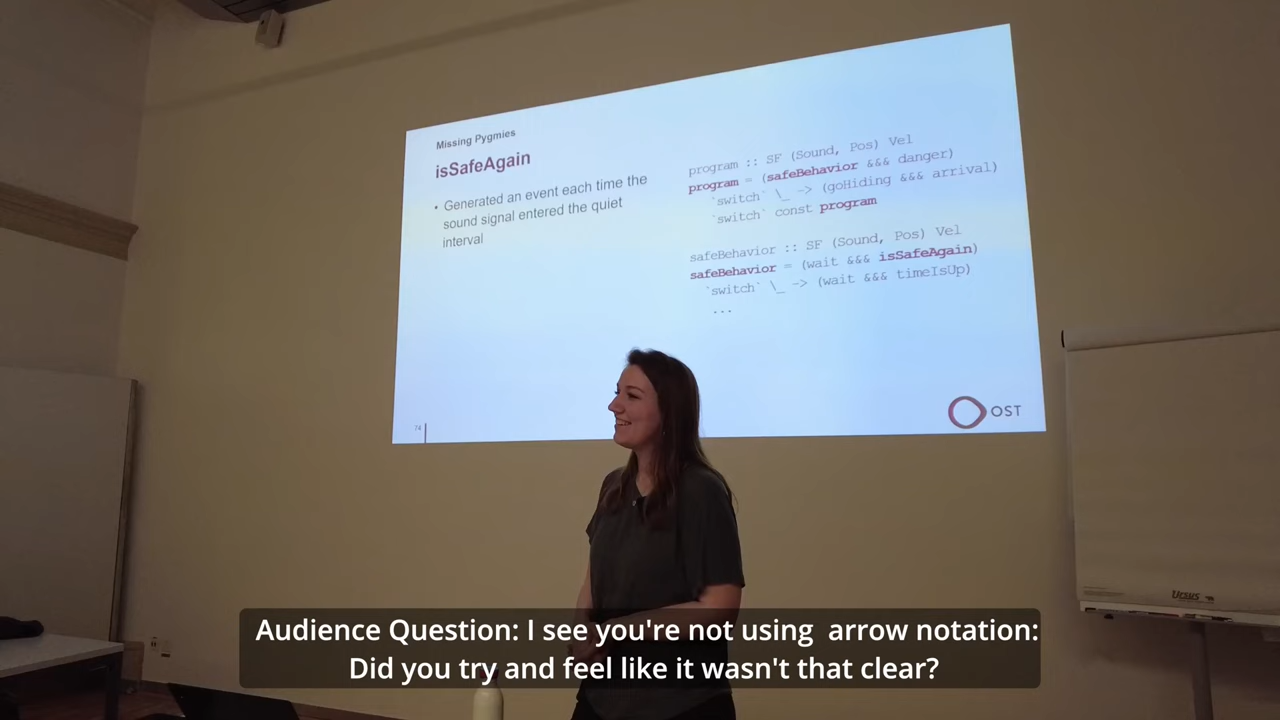 Missing Pygmies
isSafeAgain
• Generated an event each time the
sound signal entered the quiet
interval
program :: SF (Sound, Pos) Vel
program = (safeBehavior &&& danger)
`switch` \_ -> (goHiding &&& arrival)
`switch` const program
safeBehavior :: SF (Sound, Pos) Vel
safeBehavior = (wait &&& isSafeAgain)
`switch` \_ -> (wait &&& timeIsUp)
...
74
OST
Ursus
Audience Question: I see you're not using arrow notation:
Did you try and feel like it wasn't that clear?